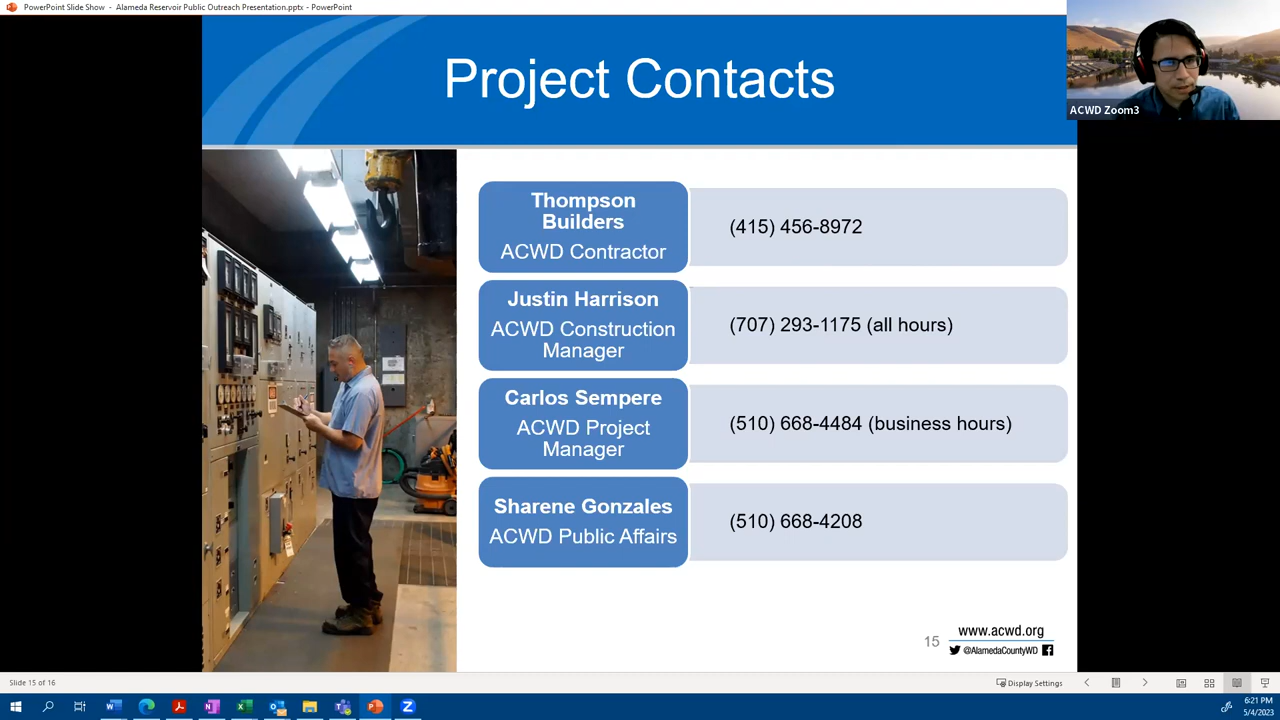 PowerPoint Slide Show - Alameda Reservoir Public Outreach Presentation.pptx - PowerPoint
ACWD Zoom3
Project Contacts
Thompson
Builders
ACWD Contractor
(415) 456-8972
Justin Harrison
ACWD Construction
Manager
(707) 293-1175 (all hours)
Carlos Sempere
ACWD Project
Manager
(510) 668-4484 (business hours)
Sharene Gonzales
ACWD Public Affairs
(510) 668-4208
15
www.acwd.org
@AlamedaCountyWD
Slide 15 of 16
Display Settings
6:21 PM
5/4/2023